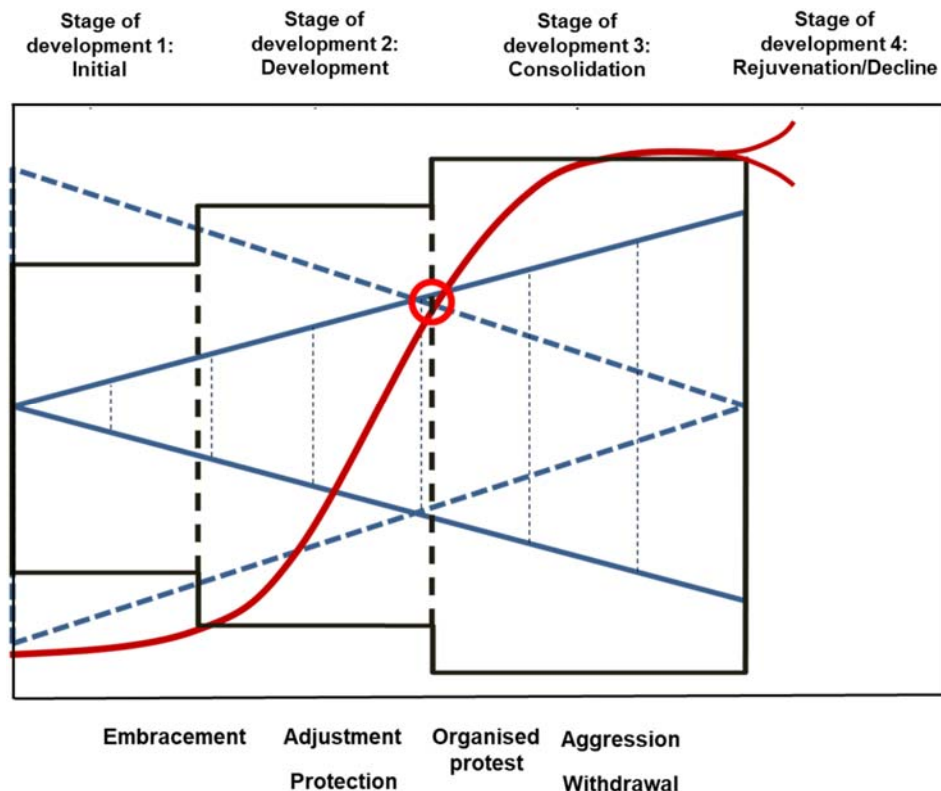 Stage of
development 1:
Initial
Stage of
development 2:
Development
Stage of
development 3:
Consolidation
Stage of
development 4:
Rejuvenation/Decline
Embracement
Adjustment
Protection
Organised
protest
Aggression
Withdrawal